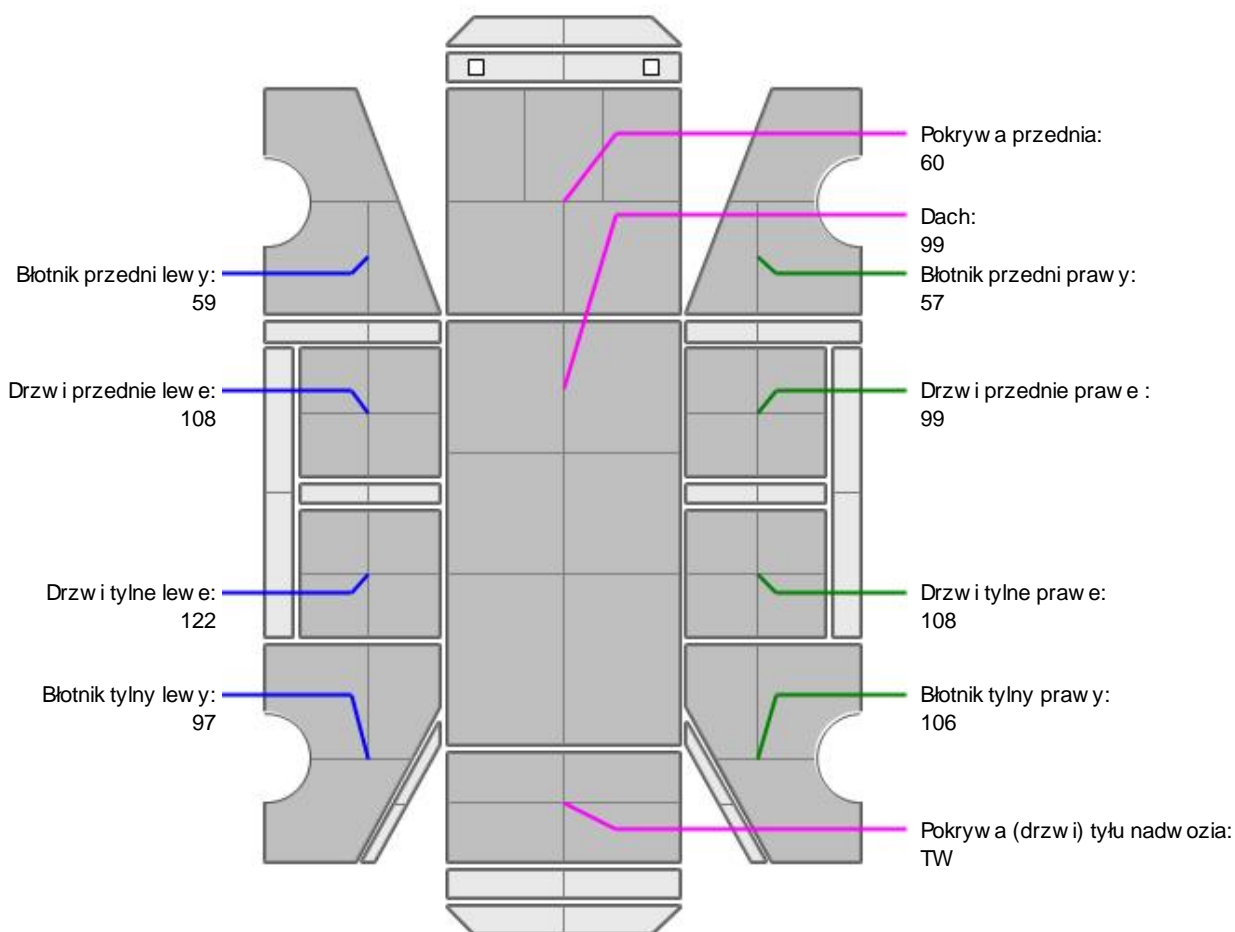 Pokrywa przednia:
60
Dach:
99
Błotnik przedni lewy:
59
Błotnik przedni prawy:
57
Drzwi przednie lewe:
108
Drzwi przednie prawe :
99
Drzwi tylne lewe:
122
Drzwi tylne prawe:
108
Błotnik tylny lewy:
97
Błotnik tylny prawy:
106
Pokrywa (drzwi) tyłu nadwozia:
TW